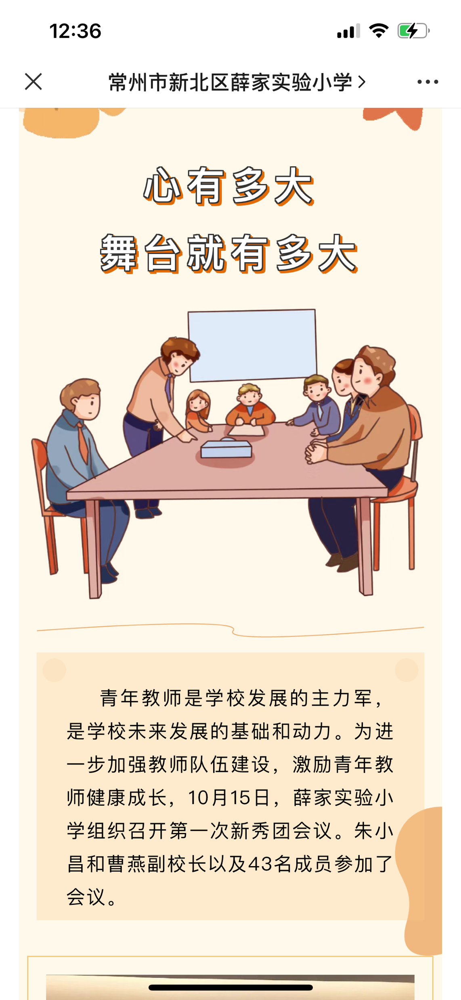 12:36
常州市新北区薛家实验小学
心有多大
舞台就有多大
青年教师是学校发展的主力军，
是学校未来发展的基础和动力。为进
一步加强教师队伍建设，激励青年教
师健康成长，10月15日，薛家实验小
学组织召开第一次新秀团会议。朱小
昌和曹燕副校长以及43名成员参加了
会议。